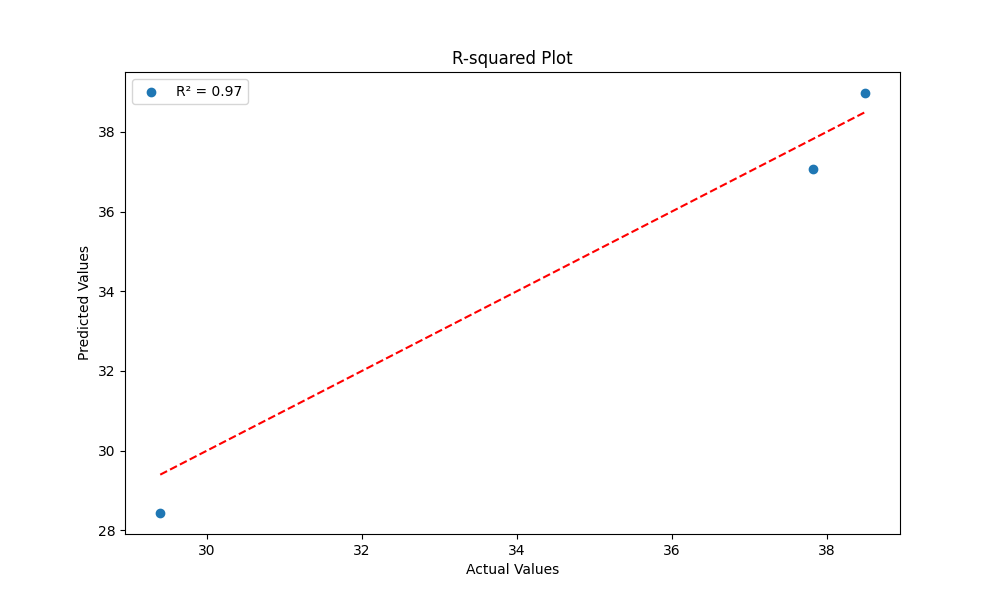 R-squared Plot
R² = 0.97
38
36
34
32
30
28
Predicted Values
30 32 34 36 38
Actual Values